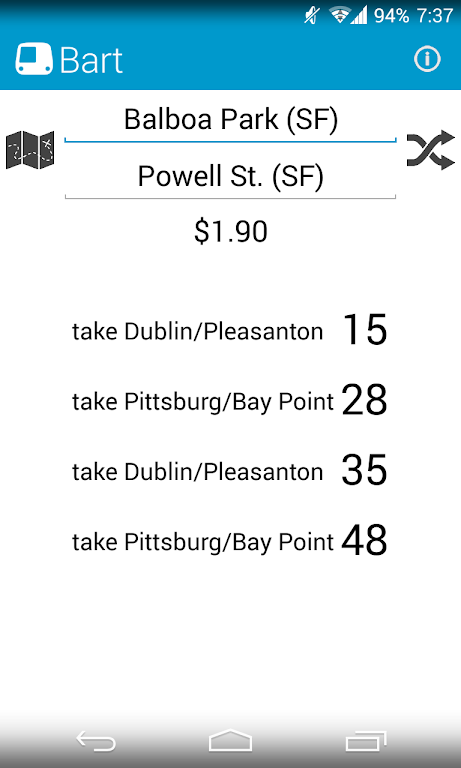 94% 7:37
Bart
Balboa Park (SF)
Powell St. (SF)
$1.90
take Dublin/Pleasanton 15
take Pittsburg/Bay Point 28
take Dublin/Pleasanton 35
take Pittsburg/Bay Point 48